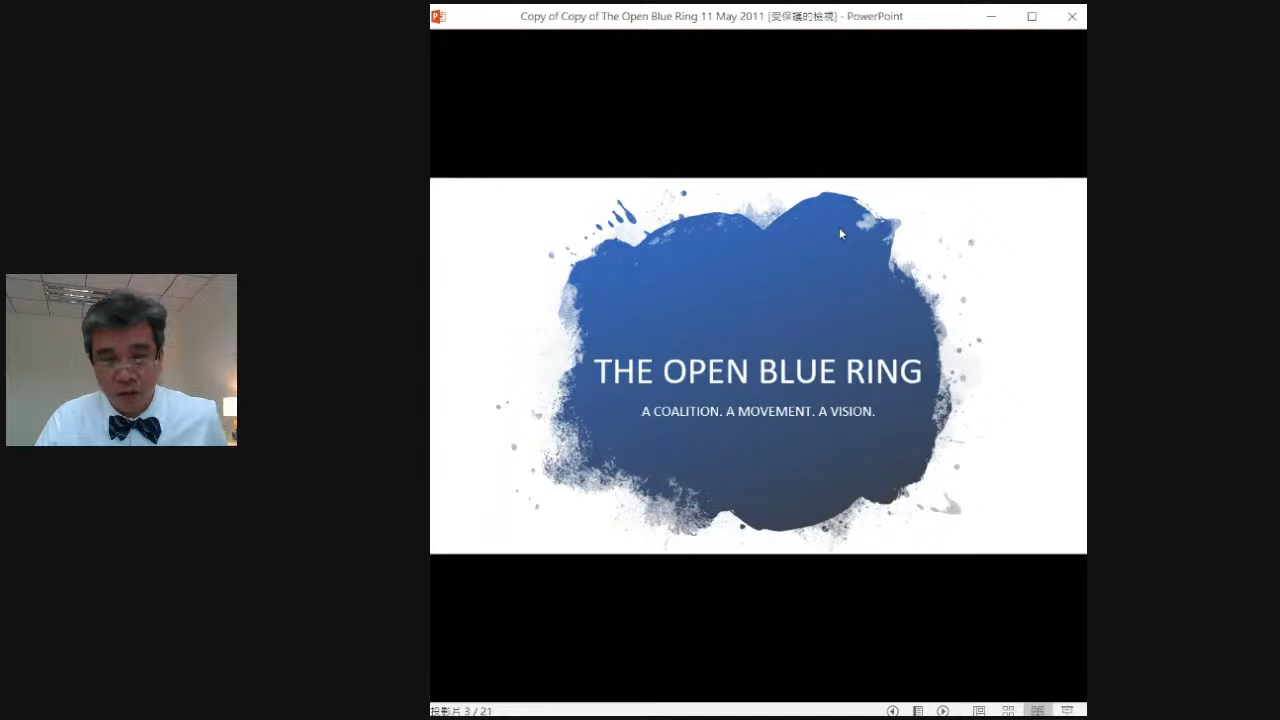 Copy of Copy of The Open Blue Ring 11 May 2011 [受保護的檢視] - PowerPoint
THE OPEN BLUE RING
A COALITION. A MOVEMENT. A VISION.
投影片 3 / 21